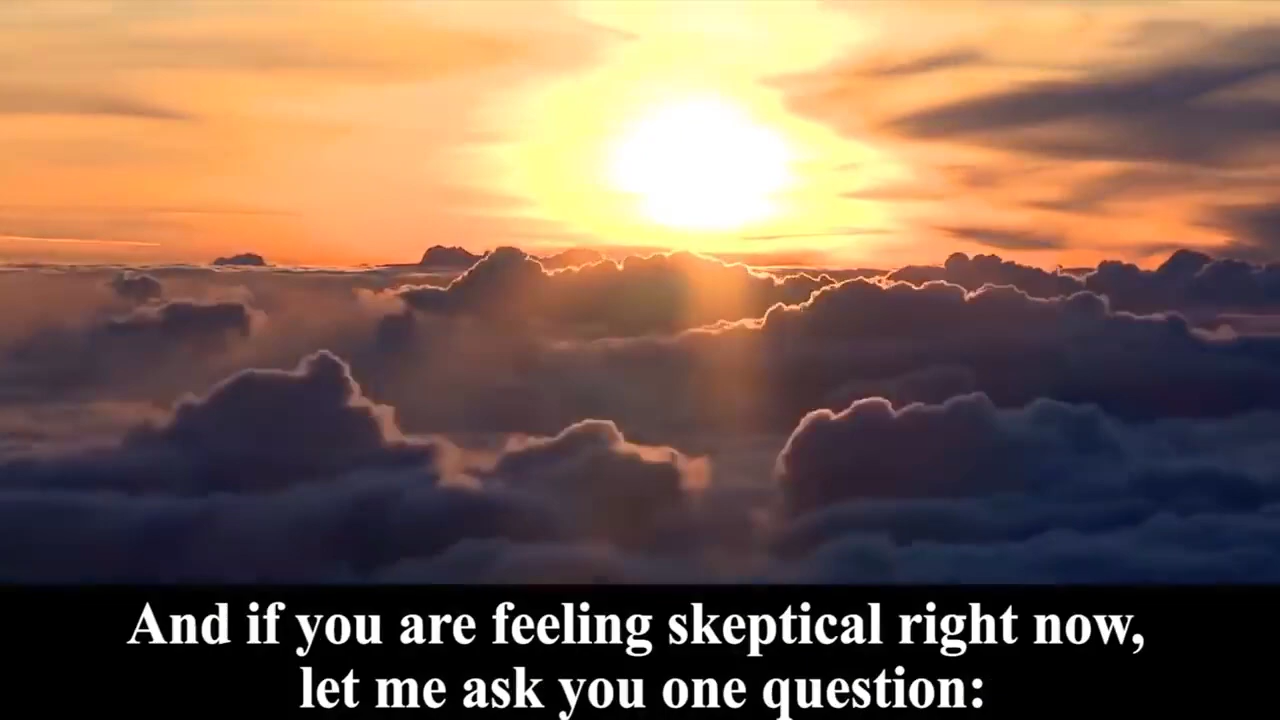 And if you are feeling skeptical right now,
let me ask you one question: